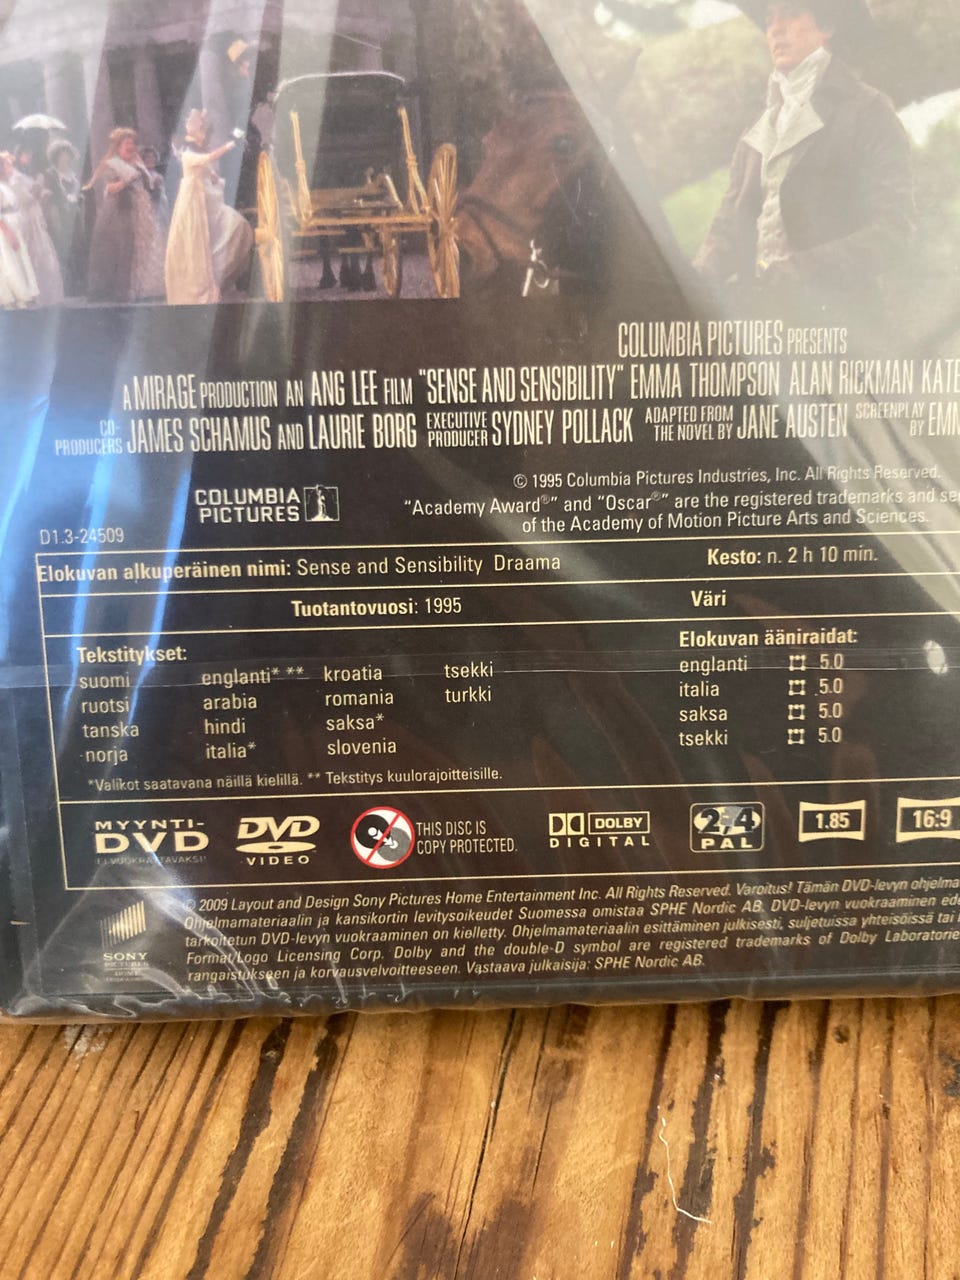 COLUMBIA PICTURES PRESENTS
A MIRAGE PRODUCTION AN ANG LEE FILM "SENSE AND SENSIBILITY" EMMA THOMPSON ALAN RICKMAN KATE
CO-PRODUCERS JAMES SCHAMUS AND LAURIE BORG EXECUTIVE PRODUCER SYDNEY POLLACK ADAPTED FROM THE NOVEL BY JANE AUSTEN SCREENPLAY BY EMM
© 1995 Columbia Pictures Industries, Inc. All Rights Reserved.
COLUMBIA
PICTURES
"Academy Award®" and "Oscar®" are the registered trademarks and se
of the Academy of Motion Picture Arts and Sciences.
D1.3-24509
Elokuvan alkuperäinen nimi: Sense and Sensibility Draama
Kesto: n. 2 h 10 min.
Tuotantovuosi: 1995
Väri
Tekstitykset:
suomi englanti* ** kroatia tsekki
ruotsi arabia romania turkki
tanska hindi saksa*
norja italia* slovenia
*Valikot saatavana näillä kielillä. ** Tekstitys kuulorajoitteisille.
Elokuvan ääniraidat:
englanti 5.0
italia 5.0
saksa 5.0
tsekki 5.0
MYYNTI-
DVD
EI VUOKRATTAVAKSI!
DVD
VIDEO
THIS DISC IS
COPY PROTECTED.
DOLBY
DIGITAL
2,4
PAL
1.85
16:9
© 2009 Layout and Design Sony Pictures Home Entertainment Inc. All Rights Reserved. Varoitus! Tämän DVD-levyn ohjelma
Ohjelmamateriaalin ja kansikortin levitysoikeudet Suomessa omistaa SPHE Nordic AB. DVD-levyn vuokraaminen ede
tarkoitetun DVD-levyn vuokraaminen on kielletty. Ohjelmamateriaalin esittäminen julkisesti, suljetuissa yhteisöissä tai
Format/Logo Licensing Corp. Dolby and the double-D symbol are registered trademarks of Dolby Laboratorie
rangaistukseen ja korvausvelvoitteeseen. Vastaava julkaisija: SPHE Nordic AB.
SONY
PICTURES
HOME